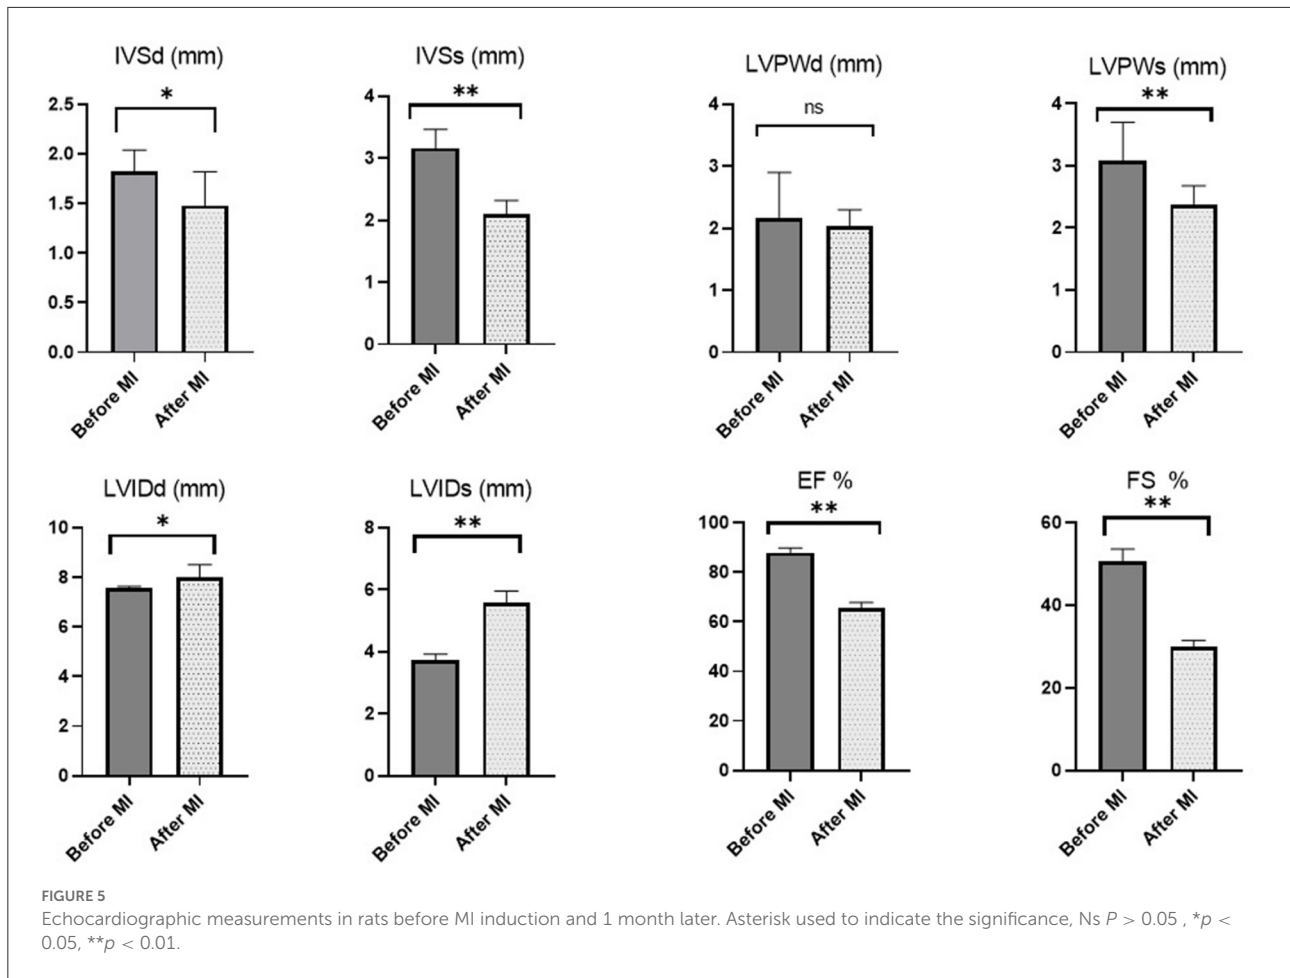 IVSd (mm)
*
2.5
2.0
1.5
1.0
0.5
0.0
Before MI
After MI
IVSs (mm)
**
4
3
2
1
0
Before MI
After MI
LVPWd (mm)
ns
4
3
2
1
0
Before MI
After MI
LVPWs (mm)
**
4
3
2
1
0
Before MI
After MI
LVIDd (mm)
*
10
8
6
4
2
0
Before MI
After MI
LVIDs (mm)
**
8
6
4
2
0
Before MI
After MI
EF %
**
100
80
60
40
20
0
Before MI
After MI
FS %
**
60
40
20
0
Before MI
After MI
FIGURE 5
Echocardiographic measurements in rats before MI induction and 1 month later. Asterisk used to indicate the significance, Ns P > 0.05 , *p <
0.05, **p < 0.01.